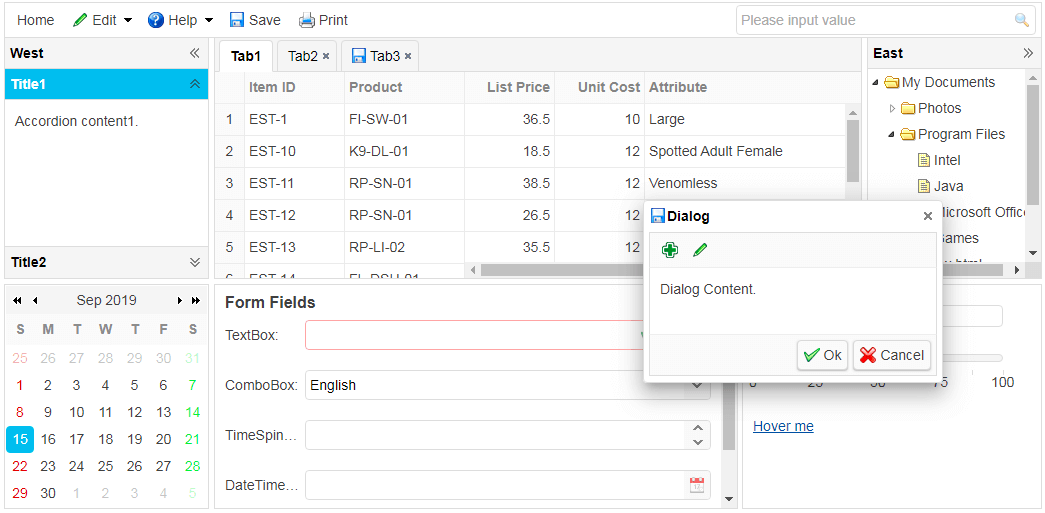 Home Edit Help Save Print Please input value
West
Title1
Accordion content1.
Title2
Tab1 Tab2 Tab3
Item ID Product List Price Unit Cost Attribute
1 EST-1 FI-SW-01 36.5 10 Large
2 EST-10 K9-DL-01 18.5 12 Spotted Adult Female
3 EST-11 RP-SN-01 38.5 12 Venomless
4 EST-12 RP-SN-01 26.5 12
5 EST-13 RP-LI-02 35.5 12
6 EST-14
East
My Documents
Photos
Program Files
Intel
Java
Microsoft Office
Games
Dialog
Dialog Content.
Ok Cancel
Sep 2019
S M T W T F S
25 26 27 28 29 30 31
1 2 3 4 5 6 7
8 9 10 11 12 13 14
15 16 17 18 19 20 21
22 23 24 25 26 27 28
29 30 1 2 3 4 5
Form Fields
TextBox:
ComboBox: English
TimeSpin...
DateTime...
0 25 50 75 100
Hover me